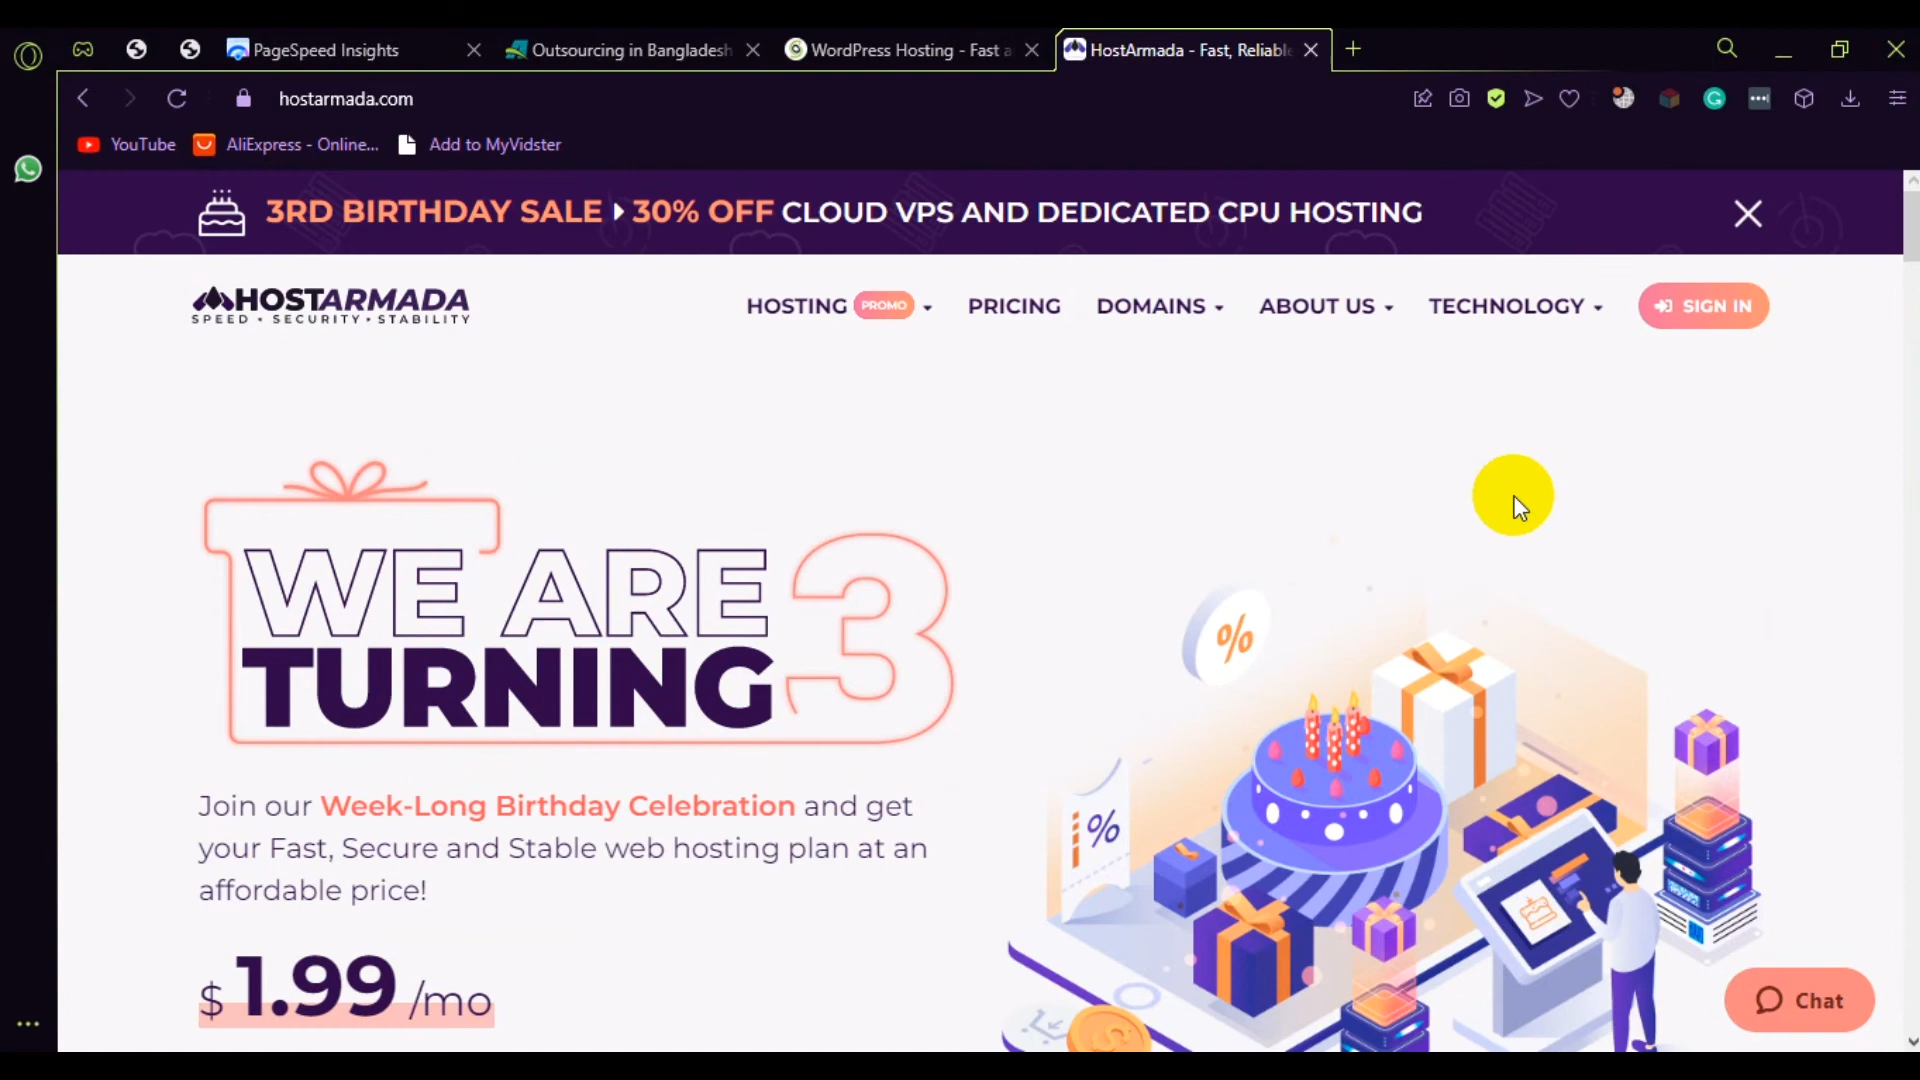 PageSpeed Insights
Outsourcing in Bangladesh
WordPress Hosting - Fast a
HostArmada - Fast, Reliable
hostarmada.com
YouTube
AliExpress - Online...
Add to MyVidster
3RD BIRTHDAY SALE 30% OFF CLOUD VPS AND DEDICATED CPU HOSTING
HOSTARMADA
SPEED • SECURITY • STABILITY
HOSTING PROMO
PRICING
DOMAINS
ABOUT US
TECHNOLOGY
SIGN IN
WE ARE
TURNING 3
Join our Week-Long Birthday Celebration and get
your Fast, Secure and Stable web hosting plan at an
affordable price!
$ 1.99 /mo
%
%
Chat